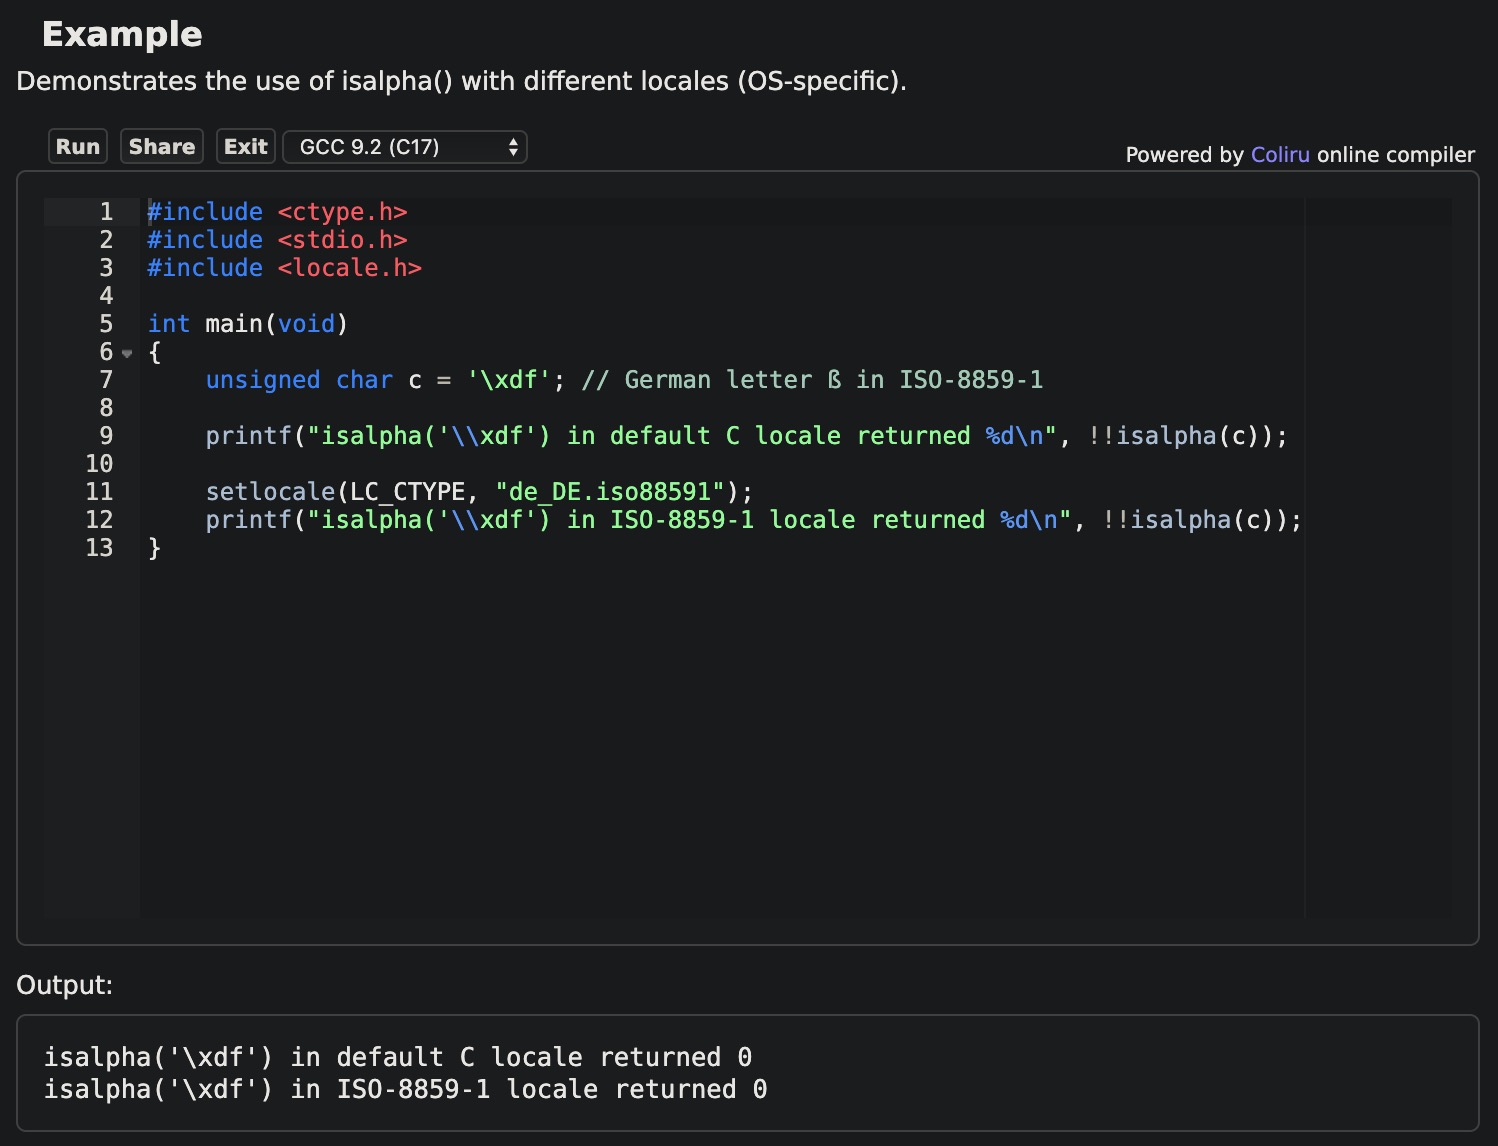 Example
Demonstrates the use of isalpha() with different locales (OS-specific).
Run Share Exit GCC 9.2 (C17) Powered by Coliru online compiler
1 #include <ctype.h>
2 #include <stdio.h>
3 #include <locale.h>
4
5 int main(void)
6 {
7     unsigned char c = '\xdf'; // German letter ß in ISO-8859-1
8
9     printf("isalpha('\\xdf') in default C locale returned %d\n", !!isalpha(c));
10
11     setlocale(LC_CTYPE, "de_DE.iso88591");
12     printf("isalpha('\\xdf') in ISO-8859-1 locale returned %d\n", !!isalpha(c));
13 }
Output:
isalpha('\xdf') in default C locale returned 0
isalpha('\xdf') in ISO-8859-1 locale returned 0